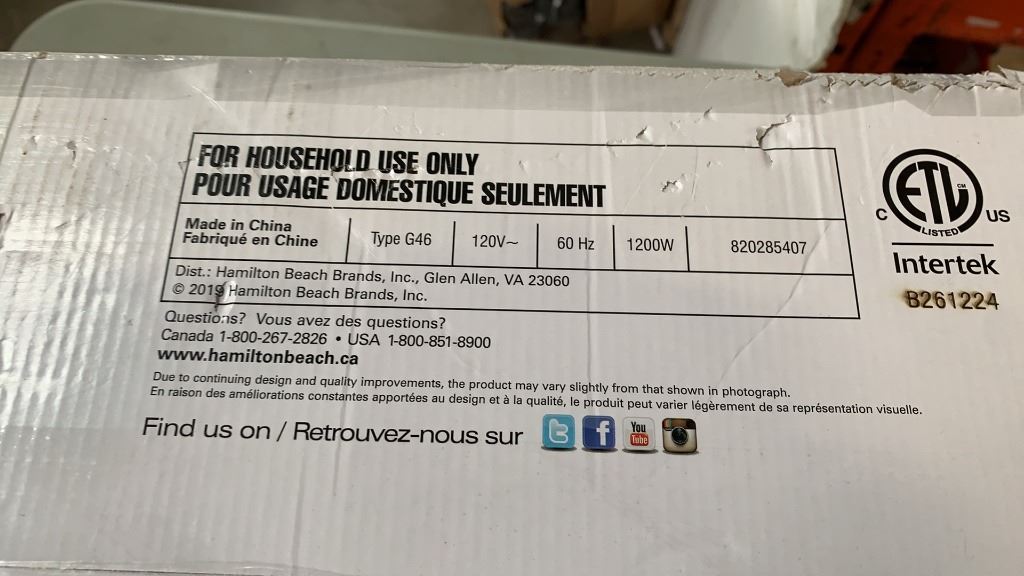 FOR HOUSEHOLD USE ONLY
POUR USAGE DOMESTIQUE SEULEMENT
Made in China
Fabriqué en Chine
Type G46
120V~
60 Hz
1200W
820285407
Dist.: Hamilton Beach Brands, Inc., Glen Allen, VA 23060
© 2019 Hamilton Beach Brands, Inc.
Questions? Vous avez des questions?
Canada 1-800-267-2826 • USA 1-800-851-8900
www.hamiltonbeach.ca
Due to continuing design and quality improvements, the product may vary slightly from that shown in photograph.
En raison des améliorations constantes apportées au design et à la qualité, le produit peut varier légèrement de sa représentation visuelle.
Find us on / Retrouvez-nous sur
You
Tube
ETL
CM
C US
LISTED
Intertek
B261224